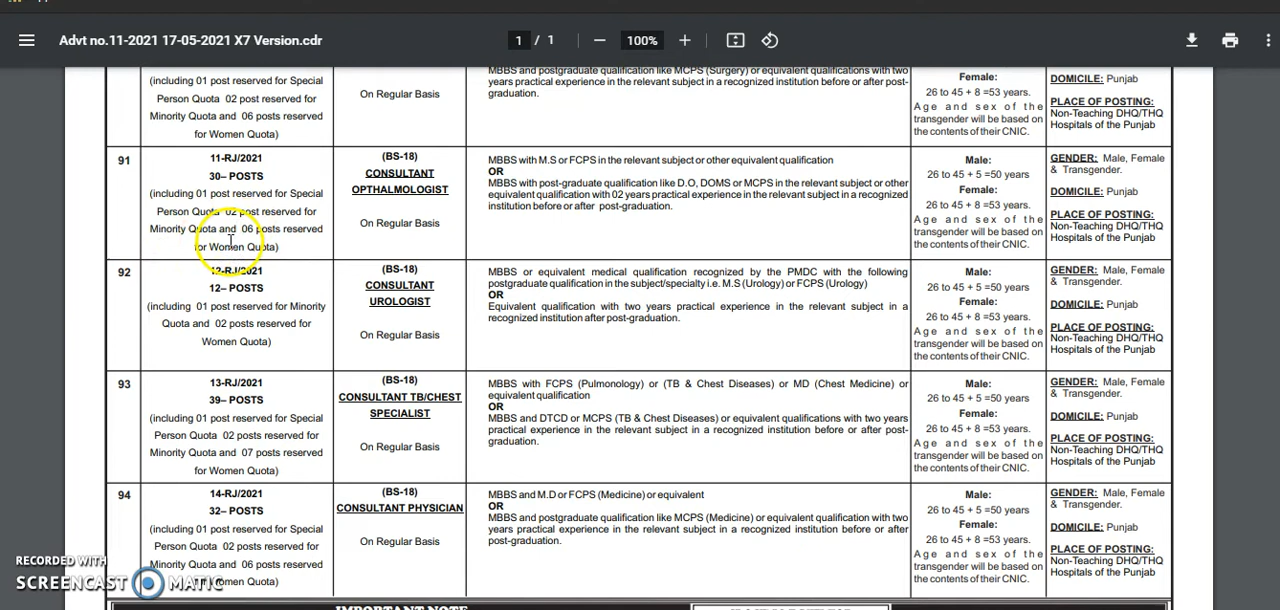 Advt no.11-2021 17-05-2021 X7 Version.cdr
1 / 1
100%
(including 01 post reserved for Special
Person Quota 02 post reserved for
Minority Quota and 06 posts reserved
for Women Quota)
On Regular Basis
MBBS and postgraduate qualification like MCPS (Surgery) or equivalent qualifications with two
years practical experience in the relevant subject in a recognized institution before or after post-
graduation.
Female:
26 to 45 + 8 =53 years.
Age and sex of the
transgender will be based on
the contents of their CNIC.
DOMICILE: Punjab
PLACE OF POSTING:
Non-Teaching DHQ/THQ
Hospitals of the Punjab
91
11-RJ/2021
30– POSTS
(including 01 post reserved for Special
Person Quota 02 post reserved for
Minority Quota and 06 posts reserved
for Women Quota)
(BS-18)
CONSULTANT
OPTHALMOLOGIST
On Regular Basis
MBBS with M.S or FCPS in the relevant subject or other equivalent qualification
OR
MBBS with post-graduate qualification like D.O, DOMS or MCPS in the relevant subject or other
equivalent qualification with 02 years practical experience in the relevant subject in a recognized
institution before or after post-graduation.
Male:
26 to 45 + 5 =50 years
Female:
26 to 45 + 8 =53 years.
Age and sex of the
transgender will be based on
the contents of their CNIC.
GENDER: Male, Female
& Transgender.
DOMICILE: Punjab
PLACE OF POSTING:
Non-Teaching DHQ/THQ
Hospitals of the Punjab
92
12-RJ/2021
12– POSTS
(including 01 post reserved for Minority
Quota and 02 posts reserved for
Women Quota)
(BS-18)
CONSULTANT
UROLOGIST
On Regular Basis
MBBS or equivalent medical qualification recognized by the PMDC with the following
postgraduate qualification in the subject/specialty i.e. M.S (Urology) or FCPS (Urology)
OR
Equivalent qualification with two years practical experience in the relevant subject in a
recognized institution after post-graduation.
Male:
26 to 45 + 5 =50 years
Female:
26 to 45 + 8 =53 years.
Age and sex of the
transgender will be based on
the contents of their CNIC.
GENDER: Male, Female
& Transgender.
DOMICILE: Punjab
PLACE OF POSTING:
Non-Teaching DHQ/THQ
Hospitals of the Punjab
93
13-RJ/2021
39– POSTS
(including 01 post reserved for Special
Person Quota 02 posts reserved for
Minority Quota and 07 posts reserved
for Women Quota)
(BS-18)
CONSULTANT TB/CHEST
SPECIALIST
On Regular Basis
MBBS with FCPS (Pulmonology) or (TB & Chest Diseases) or MD (Chest Medicine) or
equivalent qualification
OR
MBBS and DTCD or MCPS (TB & Chest Diseases) or equivalent qualifications with two years
practical experience in the relevant subject in a recognized institution before or after post-
graduation.
Male:
26 to 45 + 5 =50 years
Female:
26 to 45 + 8 =53 years.
Age and sex of the
transgender will be based on
the contents of their CNIC.
GENDER: Male, Female
& Transgender.
DOMICILE: Punjab
PLACE OF POSTING:
Non-Teaching DHQ/THQ
Hospitals of the Punjab
94
14-RJ/2021
32– POSTS
(including 01 post reserved for Special
Person Quota 02 post reserved for
Minority Quota and 06 posts reserved
for Women Quota)
(BS-18)
CONSULTANT PHYSICIAN
On Regular Basis
MBBS and M.D or FCPS (Medicine) or equivalent
OR
MBBS and postgraduate qualification like MCPS (Medicine) or equivalent qualification with two
years practical experience in the relevant subject in a recognized institution before or after
post-graduation.
Male:
26 to 45 + 5 =50 years
Female:
26 to 45 + 8 =53 years.
Age and sex of the
transgender will be based on
the contents of their CNIC.
GENDER: Male, Female
& Transgender.
DOMICILE: Punjab
PLACE OF POSTING:
Non-Teaching DHQ/THQ
Hospitals of the Punjab
IMPORTANT NOTE
RECORDED WITH
SCREENCAST MATIC